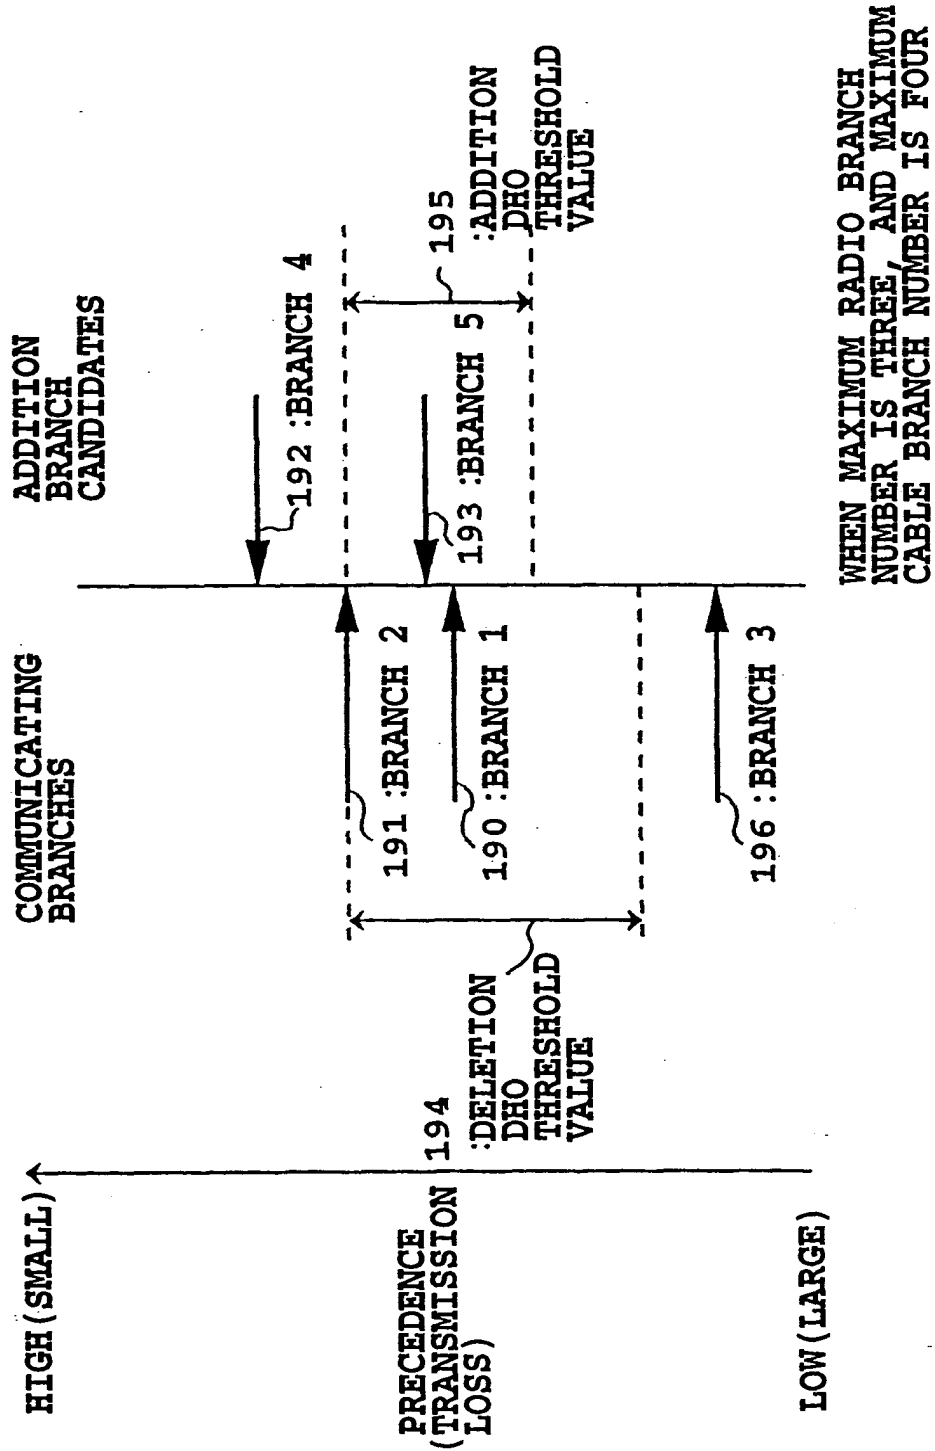 HIGH(SMALL)
PRECEDENCE
(TRANSMISSION
LOSS)
LOW(LARGE)
COMMUNICATING
BRANCHES
194
:DELETION
DHO
THRESHOLD
VALUE
191 :BRANCH 2
190 :BRANCH 1
196 :BRANCH 3
ADDITION
BRANCH
CANDIDATES
192 :BRANCH 4
193 :BRANCH 5
195
:ADDITION
DHO
THRESHOLD
VALUE
WHEN MAXIMUM RADIO BRANCH
NUMBER IS THREE, AND MAXIMUM
CABLE BRANCH NUMBER IS FOUR